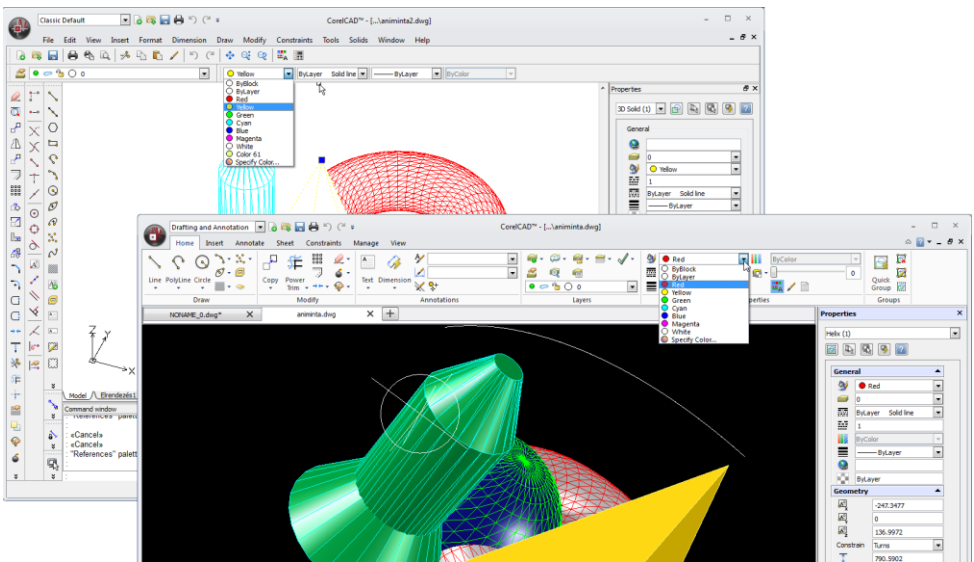 Classic Default
CorelCAD™ - [...\animinta2.dwg]
File Edit View Insert Format Dimension Draw Modify Constraints Tools Solids Window Help
0 Yellow ByLayer Solid line ByLayer ByColor
ByBlock
ByLayer
Red
Yellow
Green
Cyan
Blue
Magenta
White
Color 61
Specify Color...
Properties
3D Solid (1)
General
0
Yellow
1
ByLayer Solid line
ByLayer
Z
Y
X
Model Elrendezés1
Command window
"References" palett
:
: «Cancel»
: «Cancel»
: "References" palett
:
Drafting and Annotation
CorelCAD™ - [...\animinta.dwg]
Home Insert Annotate Sheet Constraints Manage View
Line PolyLine Circle
Draw
Copy Power Trim
Modify
Text Dimension
Annotations
0
Layers
Red
ByBlock
ByLayer
Red
Yellow
Green
Cyan
Blue
Magenta
White
Specify Color...
ByColor
0
perties
Quick Group
Groups
NONAME_0.dwg* X animinta.dwg X +
Properties
Helix (1)
General
Red
0
ByLayer Solid line
1
ByColor
ByLayer
ByLayer
Geometry
-247.3477
0
136.9972
Constrain Turns
790.5902